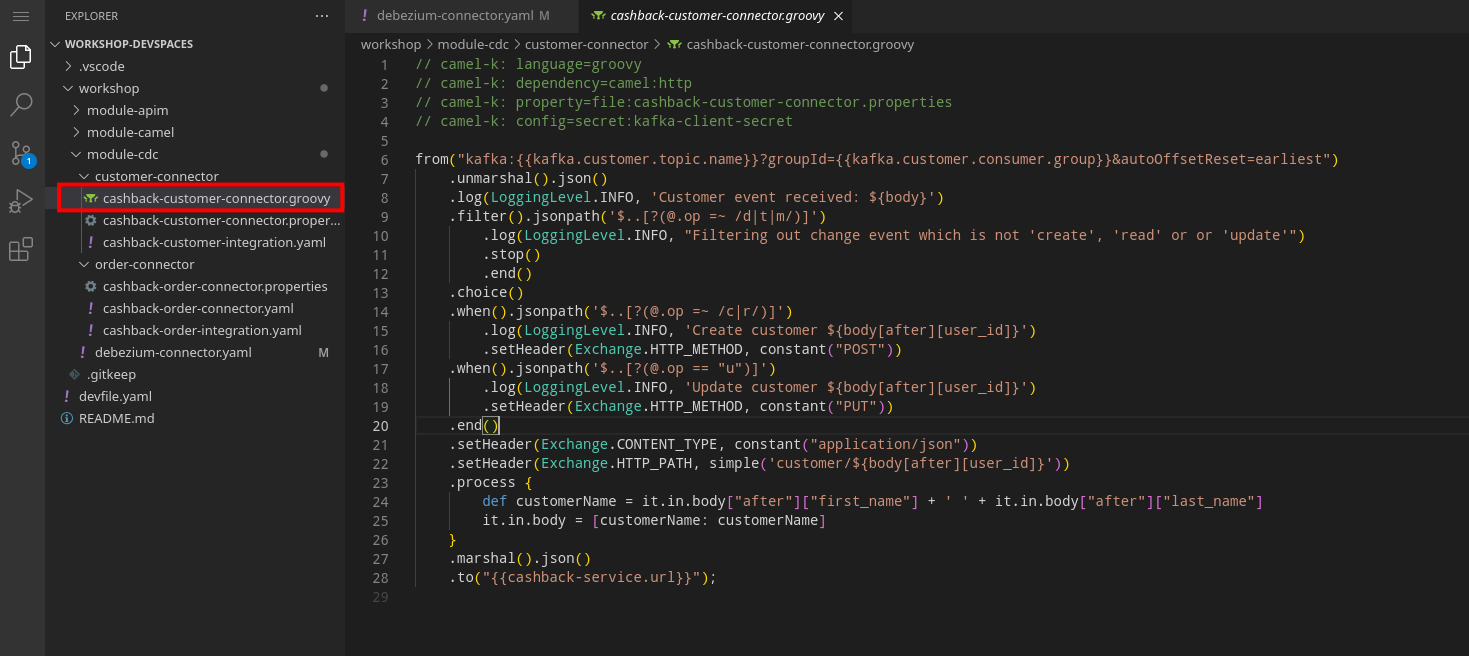 EXPLORER
...
WORKSHOP-DEVSPACES
.vscode
workshop
module-apim
module-camel
module-cdc
customer-connector
cashback-customer-connector.groovy
cashback-customer-connector.proper...
cashback-customer-integration.yaml
order-connector
cashback-order-connector.properties
cashback-order-connector.yaml
cashback-order-integration.yaml
debezium-connector.yaml M
.gitkeep
devfile.yaml
README.md
1
debezium-connector.yaml M
cashback-customer-connector.groovy
workshop > module-cdc > customer-connector > cashback-customer-connector.groovy
1 // camel-k: language=groovy
2 // camel-k: dependency=camel:http
3 // camel-k: property=file:cashback-customer-connector.properties
4 // camel-k: config=secret:kafka-client-secret
5
6 from("kafka:{{kafka.customer.topic.name}}?groupId={{kafka.customer.consumer.group}}&autoOffsetReset=earliest")
7 .unmarshal().json()
8 .log(LoggingLevel.INFO, 'Customer event received: ${body}')
9 .filter().jsonpath('$..[?(@.op =~ /d|t|m/)]')
10 .log(LoggingLevel.INFO, "Filtering out change event which is not 'create', 'read' or or 'update'")
11 .stop()
12 .end()
13 .choice()
14 .when().jsonpath('$..[?(@.op =~ /c|r/)]')
15 .log(LoggingLevel.INFO, 'Create customer ${body[after][user_id]}')
16 .setHeader(Exchange.HTTP_METHOD, constant("POST"))
17 .when().jsonpath('$..[?(@.op == "u")]')
18 .log(LoggingLevel.INFO, 'Update customer ${body[after][user_id]}')
19 .setHeader(Exchange.HTTP_METHOD, constant("PUT"))
20 .end()
21 .setHeader(Exchange.CONTENT_TYPE, constant("application/json"))
22 .setHeader(Exchange.HTTP_PATH, simple('customer/${body[after][user_id]}'))
23 .process {
24 def customerName = it.in.body["after"]["first_name"] + ' ' + it.in.body["after"]["last_name"]
25 it.in.body = [customerName: customerName]
26 }
27 .marshal().json()
28 .to("{{cashback-service.url}}");
29